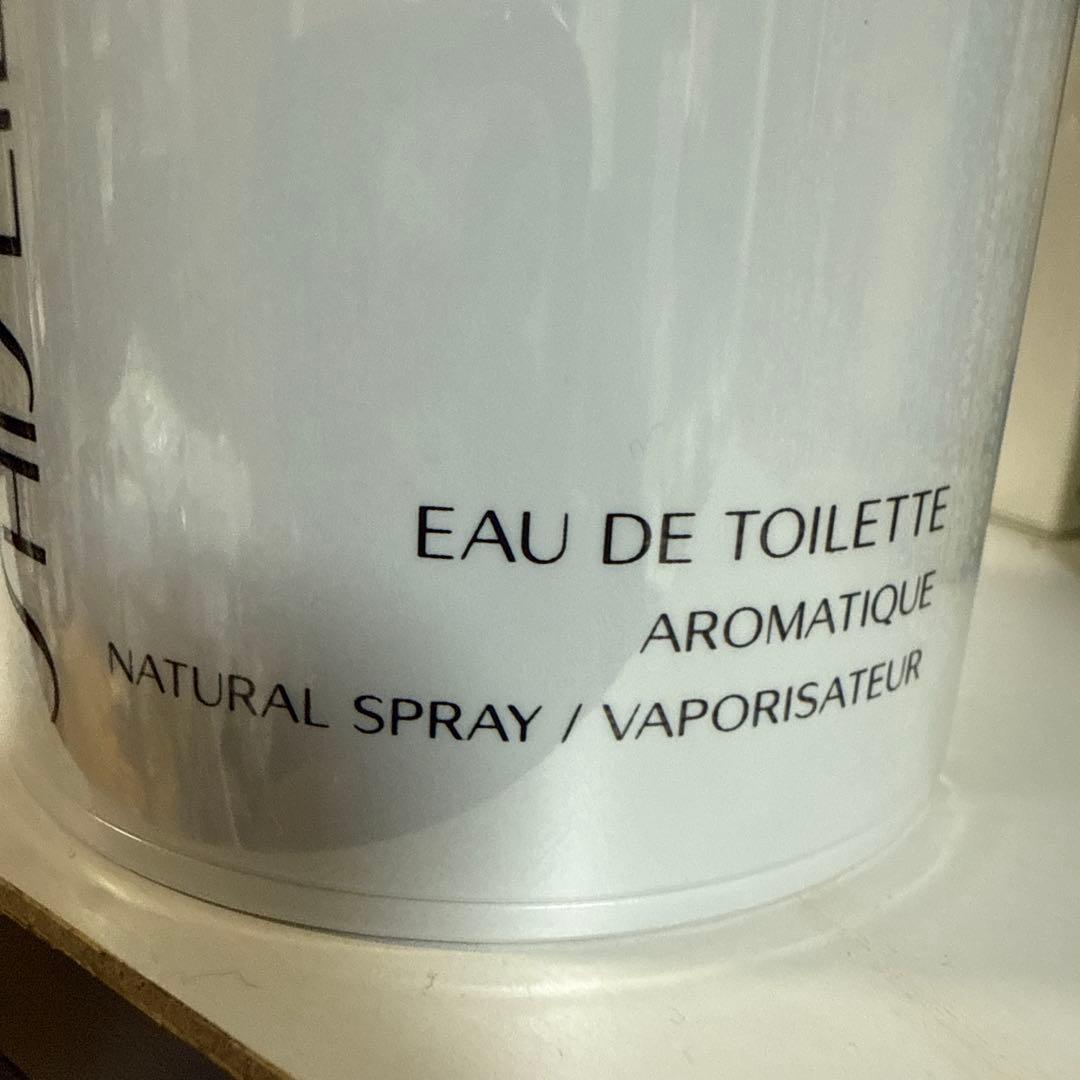 EAU DE TOILETTE
AROMATIQUE
NATURAL SPRAY / VAPORISATEUR